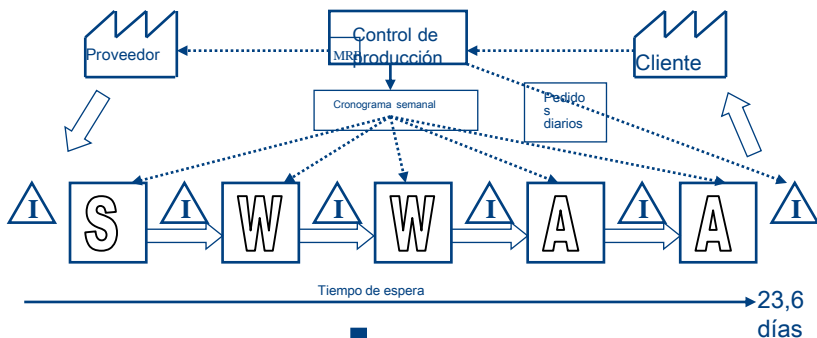 Proveedor
Control de
producción
MRP
Cliente
Cronograma semanal
Pedido
s
diarios
I
S
I
W
I
W
I
A
I
A
I
Tiempo de espera
23,6
días